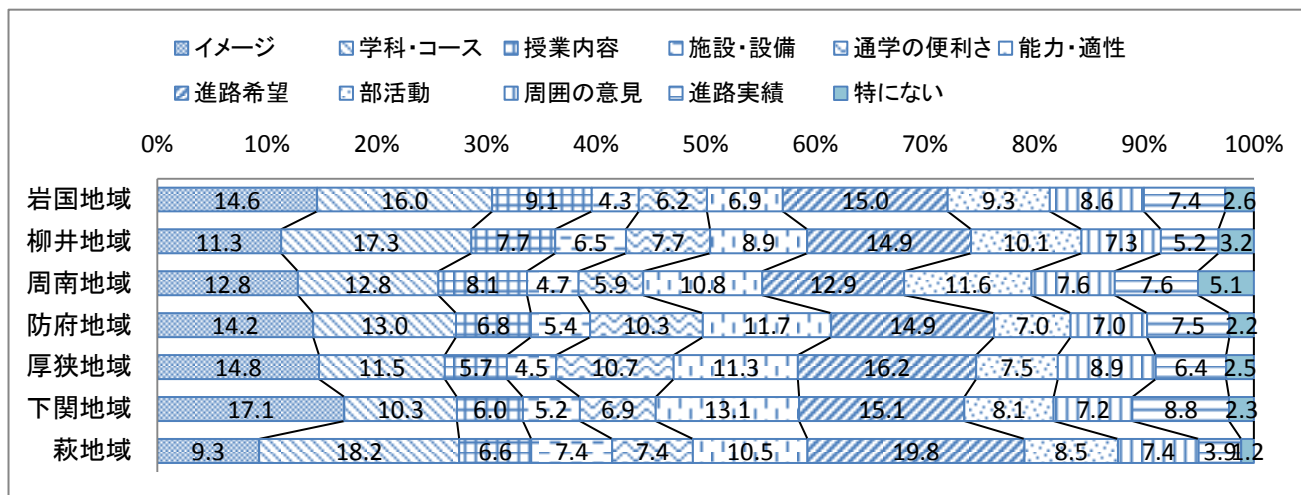 イメージ 学科・コース 授業内容 施設・設備 通学の便利さ 能力・適性
進路希望 部活動 周囲の意見 進路実績 特にない
0% 10% 20% 30% 40% 50% 60% 70% 80% 90% 100%
岩国地域 14.6 16.0 9.1 4.3 6.2 6.9 15.0 9.3 8.6 7.4 2.6
柳井地域 11.3 17.3 7.7 6.5 7.7 8.9 14.9 10.1 7.3 5.2 3.2
周南地域 12.8 12.8 8.1 4.7 5.9 10.8 12.9 11.6 7.6 7.6 5.1
防府地域 14.2 13.0 6.8 5.4 10.3 11.7 14.9 7.0 7.0 7.5 2.2
厚狭地域 14.8 11.5 5.7 4.5 10.7 11.3 16.2 7.5 8.9 6.4 2.5
下関地域 17.1 10.3 6.0 5.2 6.9 13.1 15.1 8.1 7.2 8.8 2.3
萩地域 9.3 18.2 6.6 7.4 7.4 10.5 19.8 8.5 7.4 3.9 1.2